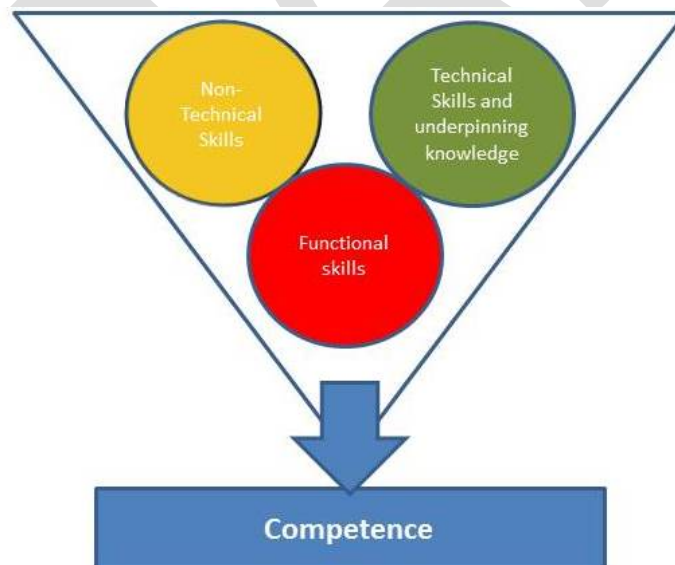 Non-
Technical
Skills
Technical
Skills and
underpinning
knowledge
Functional
skills
Competence